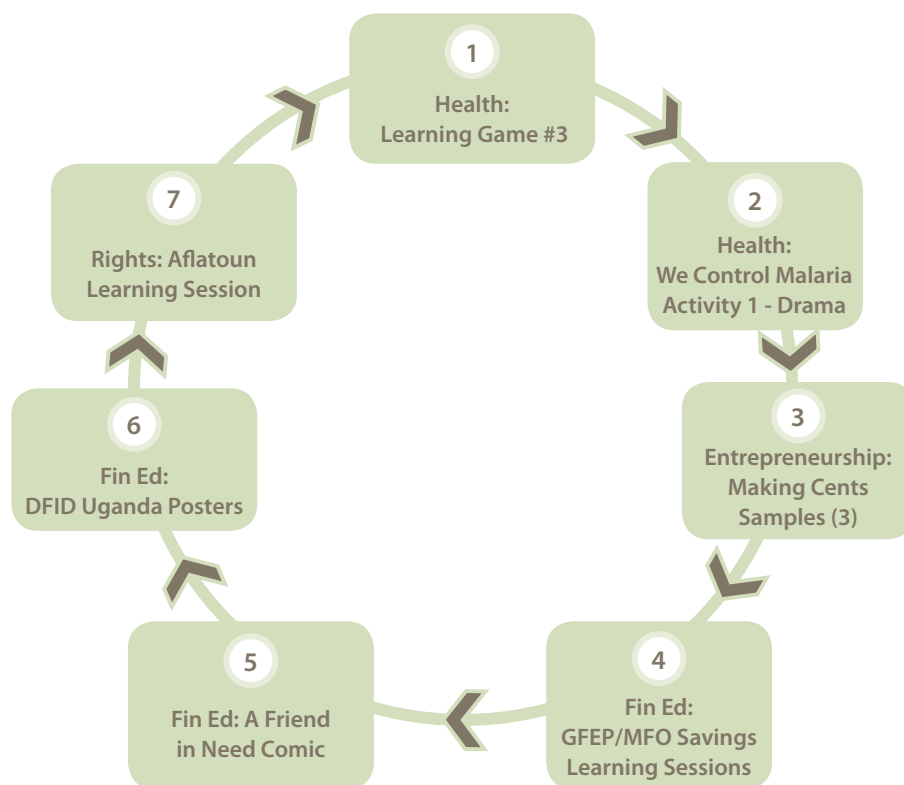 1
Health:
Learning Game #3
2
Health:
We Control Malaria
Activity 1 - Drama
3
Entrepreneurship:
Making Cents
Samples (3)
4
Fin Ed:
GFEP/MFO Savings
Learning Sessions
5
Fin Ed: A Friend
in Need Comic
6
Fin Ed:
DFID Uganda Posters
7
Rights: Aflatoun
Learning Session